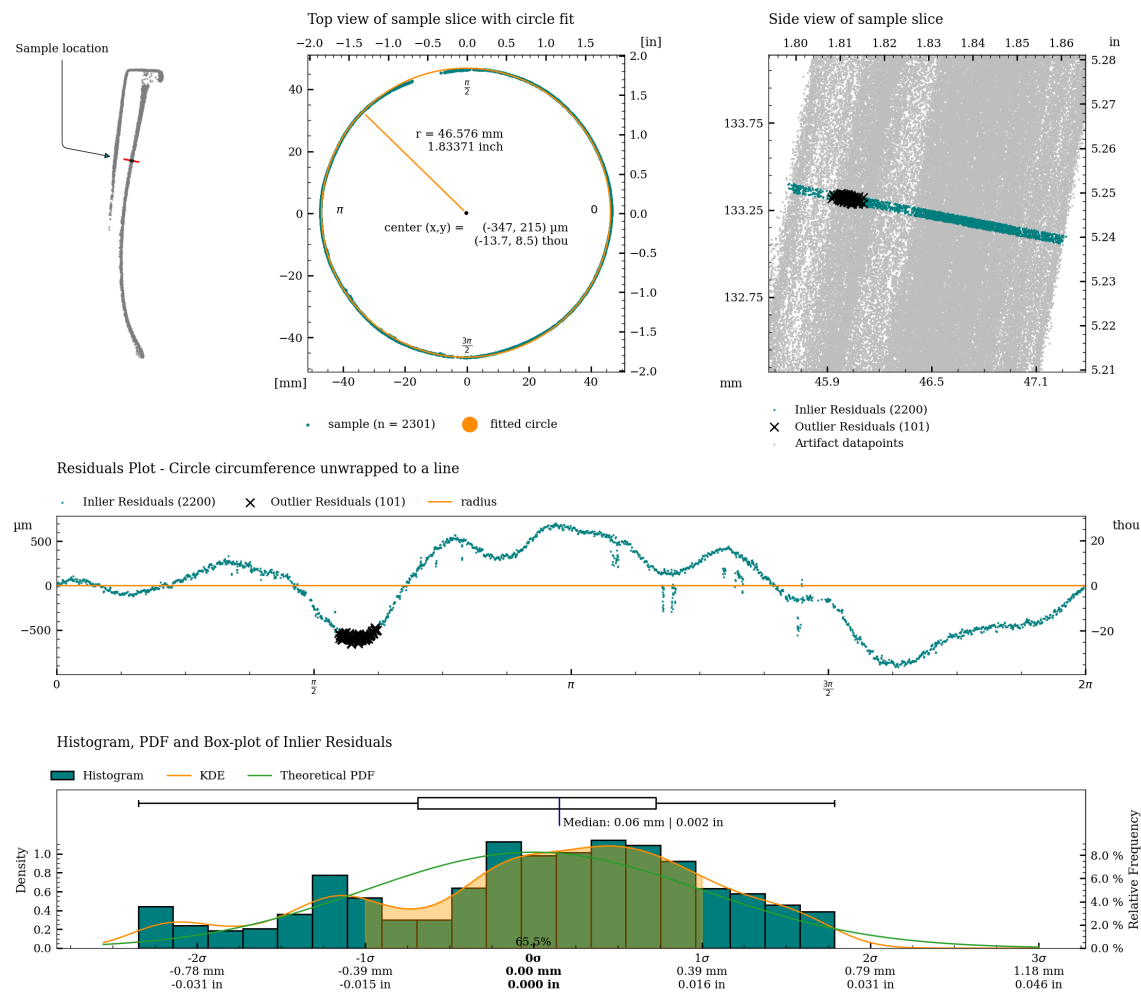 Sample location
Top view of sample slice with circle fit
−2.0 −1.5 −1.0 −0.5 0.0 0.5 1.0 1.5 [in]
40 20 0 −20 −40
2.0 1.5 1.0 0.5 0.0 −0.5 −1.0 −1.5 −2.0
π/2
r = 46.576 mm
1.83371 inch
π 0
center (x,y) = (-347, 215) µm
(-13.7, 8.5) thou
3π/2
[mm] −40 −20 0 20 40
sample (n = 2301) fitted circle
Side view of sample slice
1.80 1.81 1.82 1.83 1.84 1.85 1.86 in
133.75 133.25 132.75
5.28 5.27 5.26 5.25 5.24 5.23 5.22 5.21
mm 45.9 46.5 47.1
Inlier Residuals (2200)
Outlier Residuals (101)
Artifact datapoints
Residuals Plot - Circle circumference unwrapped to a line
Inlier Residuals (2200) Outlier Residuals (101) radius
µm thou
500 20
0 0
−500 −20
0 π/2 π 3π/2 2π
Histogram, PDF and Box-plot of Inlier Residuals
Histogram KDE Theoretical PDF
Median: 0.06 mm | 0.002 in
Density
1.0 0.8 0.6 0.4 0.2 0.0
Relative Frequency
8.0 % 6.0 % 4.0 % 2.0 % 0.0 %
65.5%
-2σ -1σ 0σ 1σ 2σ 3σ
-0.78 mm -0.39 mm 0.00 mm 0.39 mm 0.79 mm 1.18 mm
-0.031 in -0.015 in 0.000 in 0.016 in 0.031 in 0.046 in